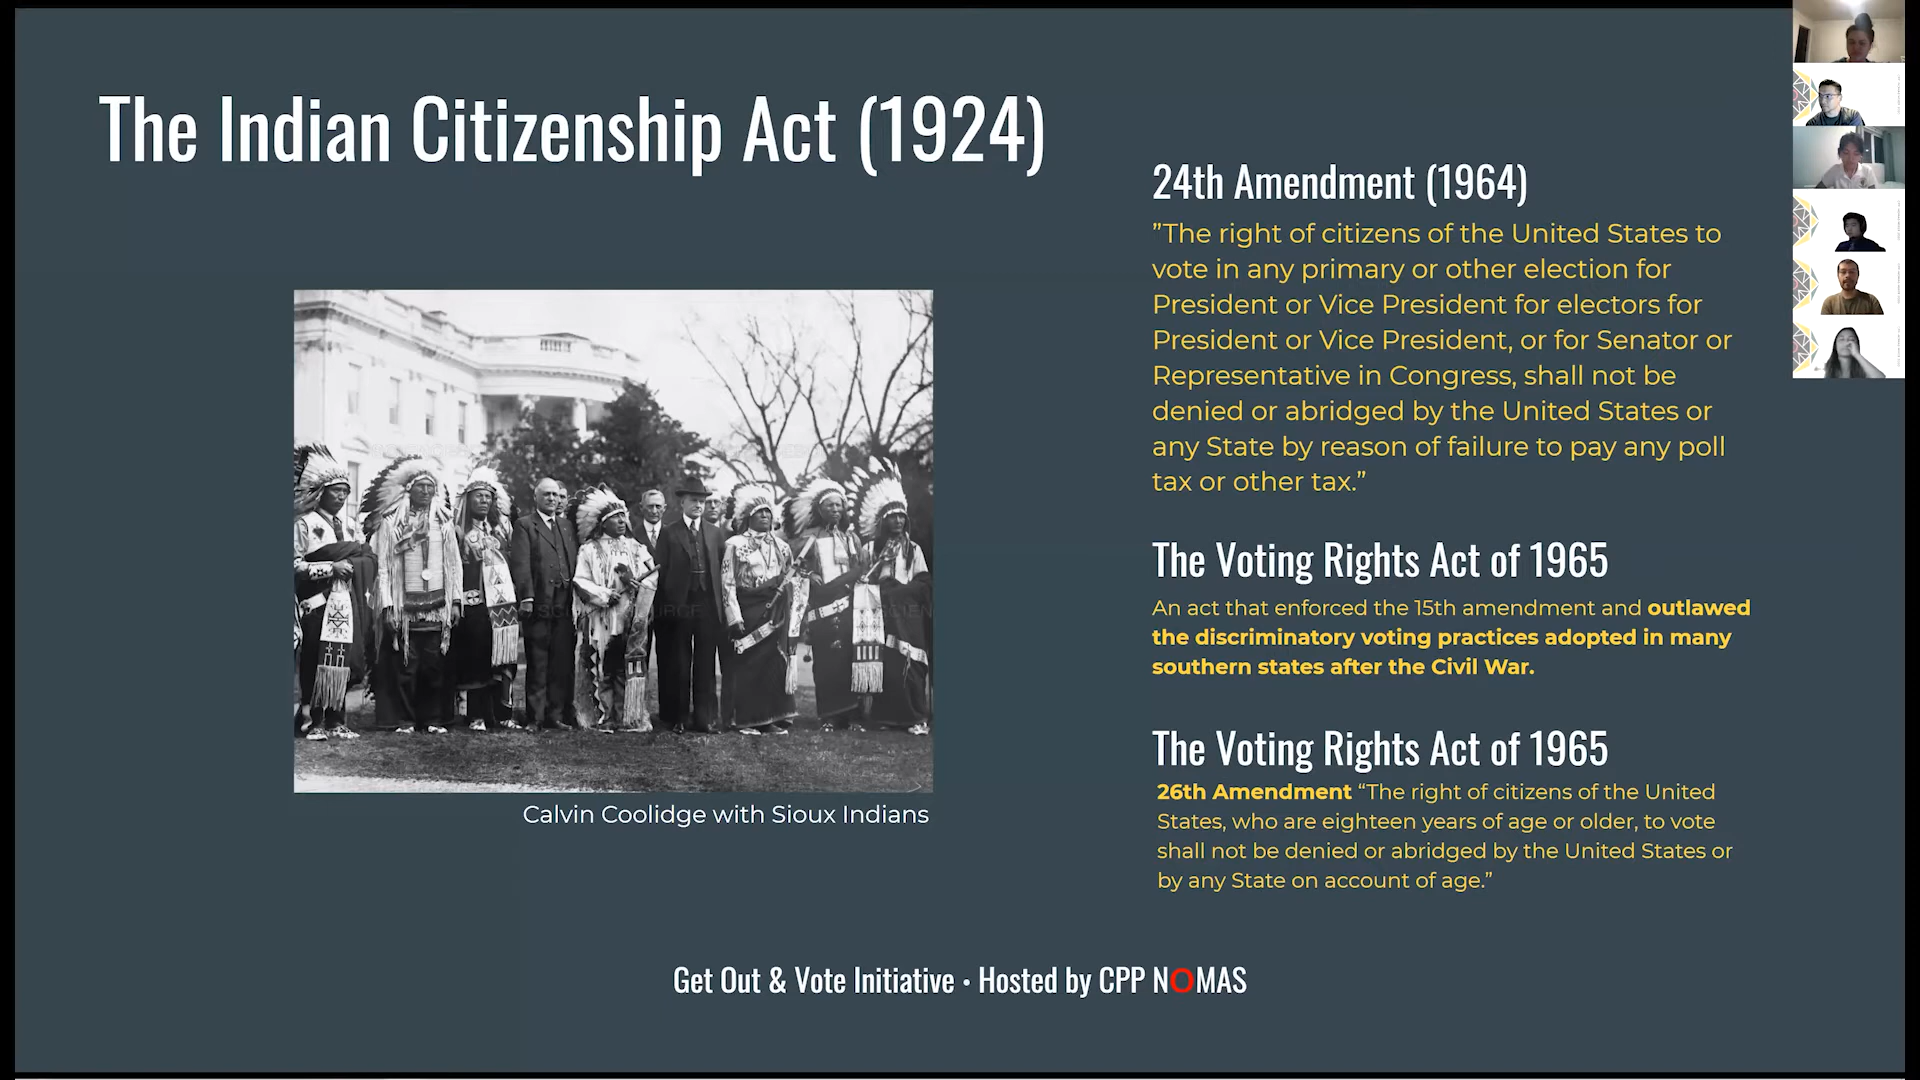 The Indian Citizenship Act (1924)
Calvin Coolidge with Sioux Indians
24th Amendment (1964)
”The right of citizens of the United States to
vote in any primary or other election for
President or Vice President for electors for
President or Vice President, or for Senator or
Representative in Congress, shall not be
denied or abridged by the United States or
any State by reason of failure to pay any poll
tax or other tax.”
The Voting Rights Act of 1965
An act that enforced the 15th amendment and outlawed
the discriminatory voting practices adopted in many
southern states after the Civil War.
The Voting Rights Act of 1965
26th Amendment “The right of citizens of the United
States, who are eighteen years of age or older, to vote
shall not be denied or abridged by the United States or
by any State on account of age.”
Get Out & Vote Initiative • Hosted by CPP NOMAS